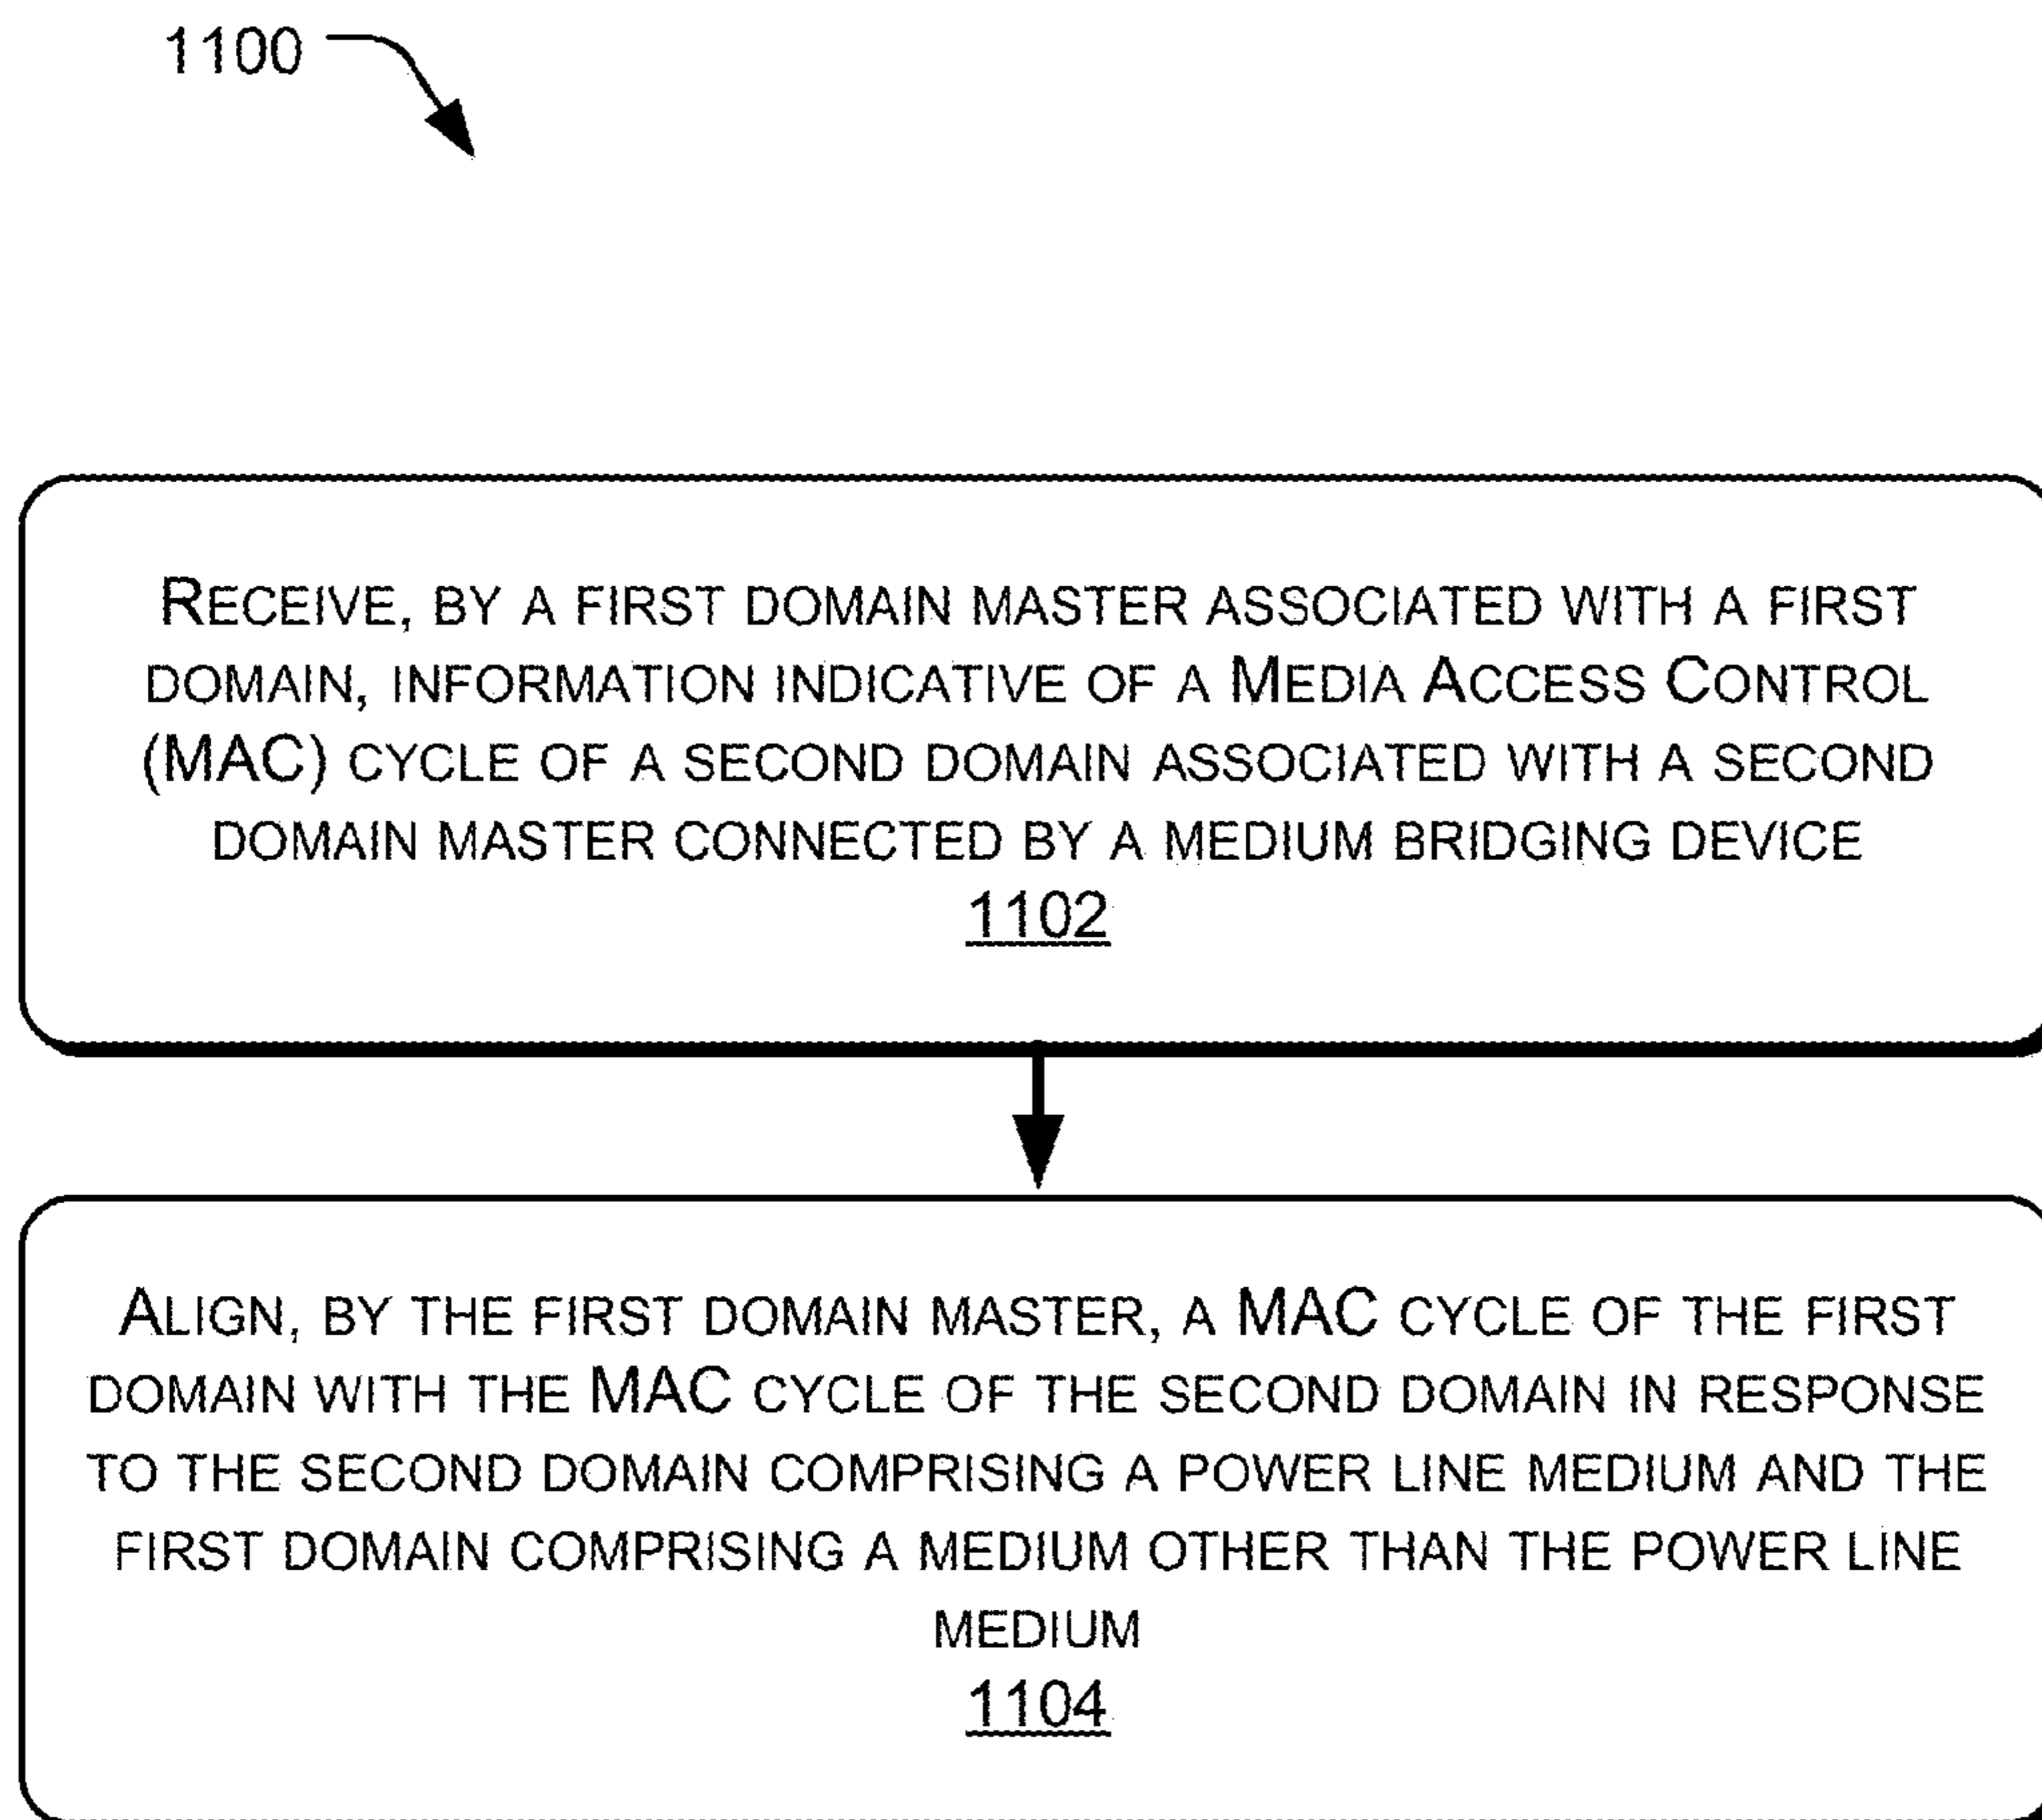 1100
RECEIVE, BY A FIRST DOMAIN MASTER ASSOCIATED WITH A FIRST
DOMAIN, INFORMATION INDICATIVE OF A MEDIA ACCESS CONTROL
(MAC) CYCLE OF A SECOND DOMAIN ASSOCIATED WITH A SECOND
DOMAIN MASTER CONNECTED BY A MEDIUM BRIDGING DEVICE
1102
ALIGN, BY THE FIRST DOMAIN MASTER, A MAC CYCLE OF THE FIRST
DOMAIN WITH THE MAC CYCLE OF THE SECOND DOMAIN IN RESPONSE
TO THE SECOND DOMAIN COMPRISING A POWER LINE MEDIUM AND THE
FIRST DOMAIN COMPRISING A MEDIUM OTHER THAN THE POWER LINE
MEDIUM
1104